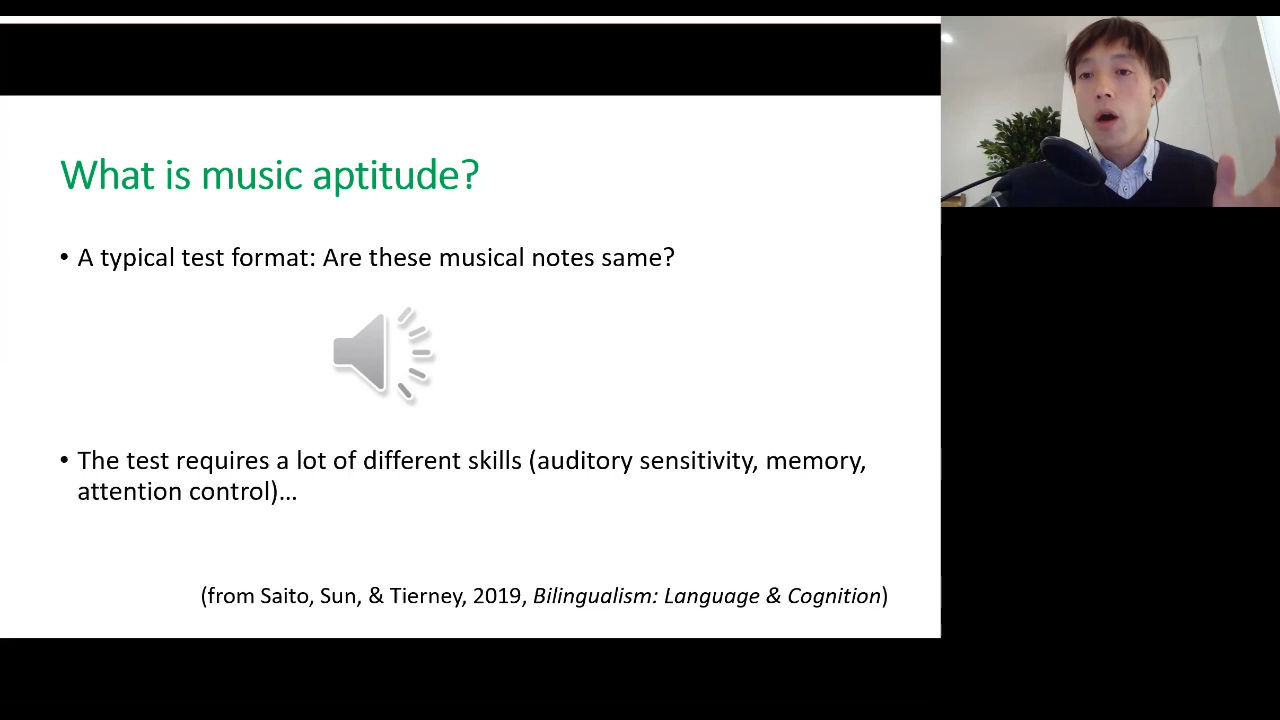 What is music aptitude?
• A typical test format: Are these musical notes same?
• The test requires a lot of different skills (auditory sensitivity, memory,
attention control)…
(from Saito, Sun, & Tierney, 2019, Bilingualism: Language & Cognition)